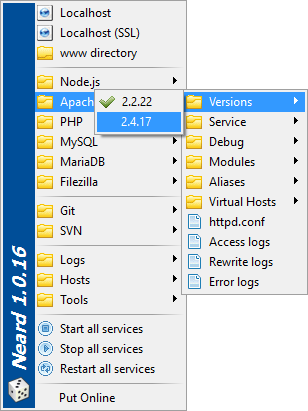 Localhost
Localhost (SSL)
www directory
Node.js
Apach
PHP
MySQL
MariaDB
Filezilla
Git
SVN
Logs
Hosts
Tools
Start all services
Stop all services
Restart all services
Put Online
Neard 1.0.16
2.2.22
2.4.17
Versions
Service
Debug
Modules
Aliases
Virtual Hosts
httpd.conf
Access logs
Rewrite logs
Error logs